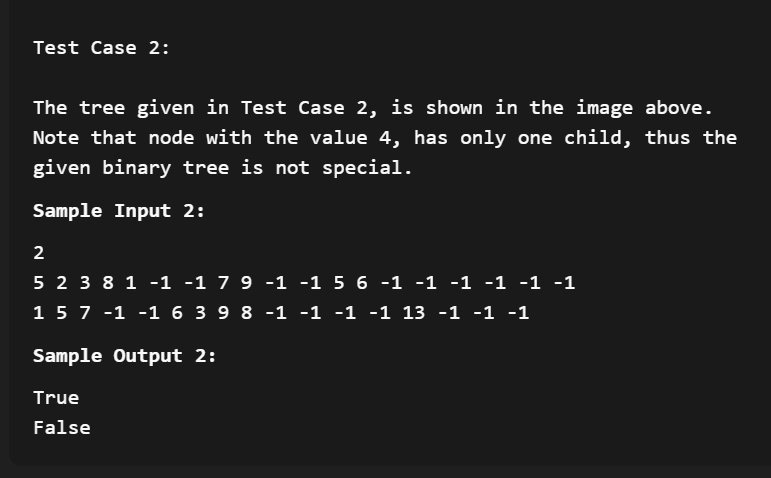 Test Case 2:
The tree given in Test Case 2, is shown in the image above.
Note that node with the value 4, has only one child, thus the
given binary tree is not special.
Sample Input 2:
2
5 2 3 8 1 -1 -1 7 9 -1 -1 5 6 -1 -1 -1 -1 -1 -1
1 5 7 -1 -1 6 3 9 8 -1 -1 -1 -1 13 -1 -1 -1
Sample Output 2:
True
False